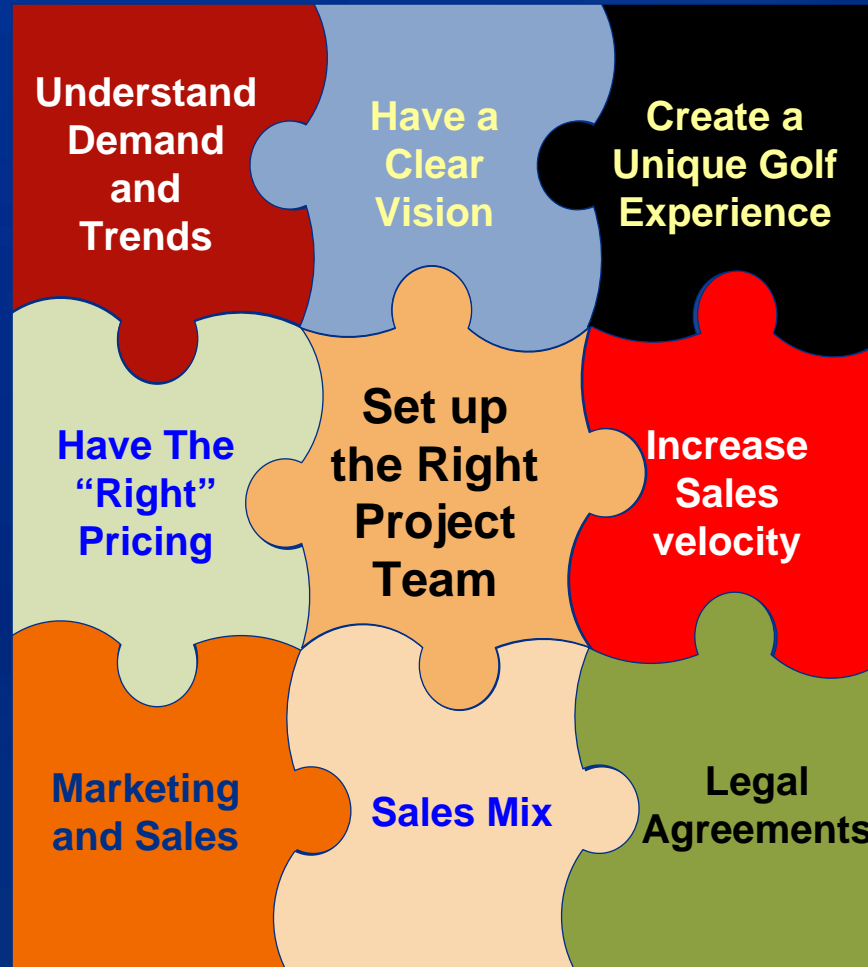 Understand
Demand
and
Trends
Have a
Clear
Vision
Create a
Unique Golf
Experience
Have The
“Right”
Pricing
Set up
the Right
Project
Team
Increase
Sales
velocity
Marketing
and Sales
Sales Mix
Legal
Agreements